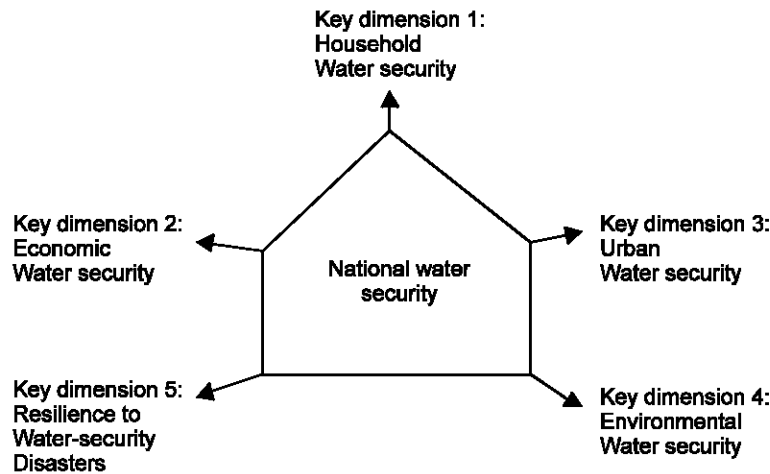 Key dimension 1:
Household
Water security
Key dimension 2:
Economic
Water security
Key dimension 3:
Urban
Water security
National water
security
Key dimension 5:
Resilience to
Water-security
Disasters
Key dimension 4:
Environmental
Water security